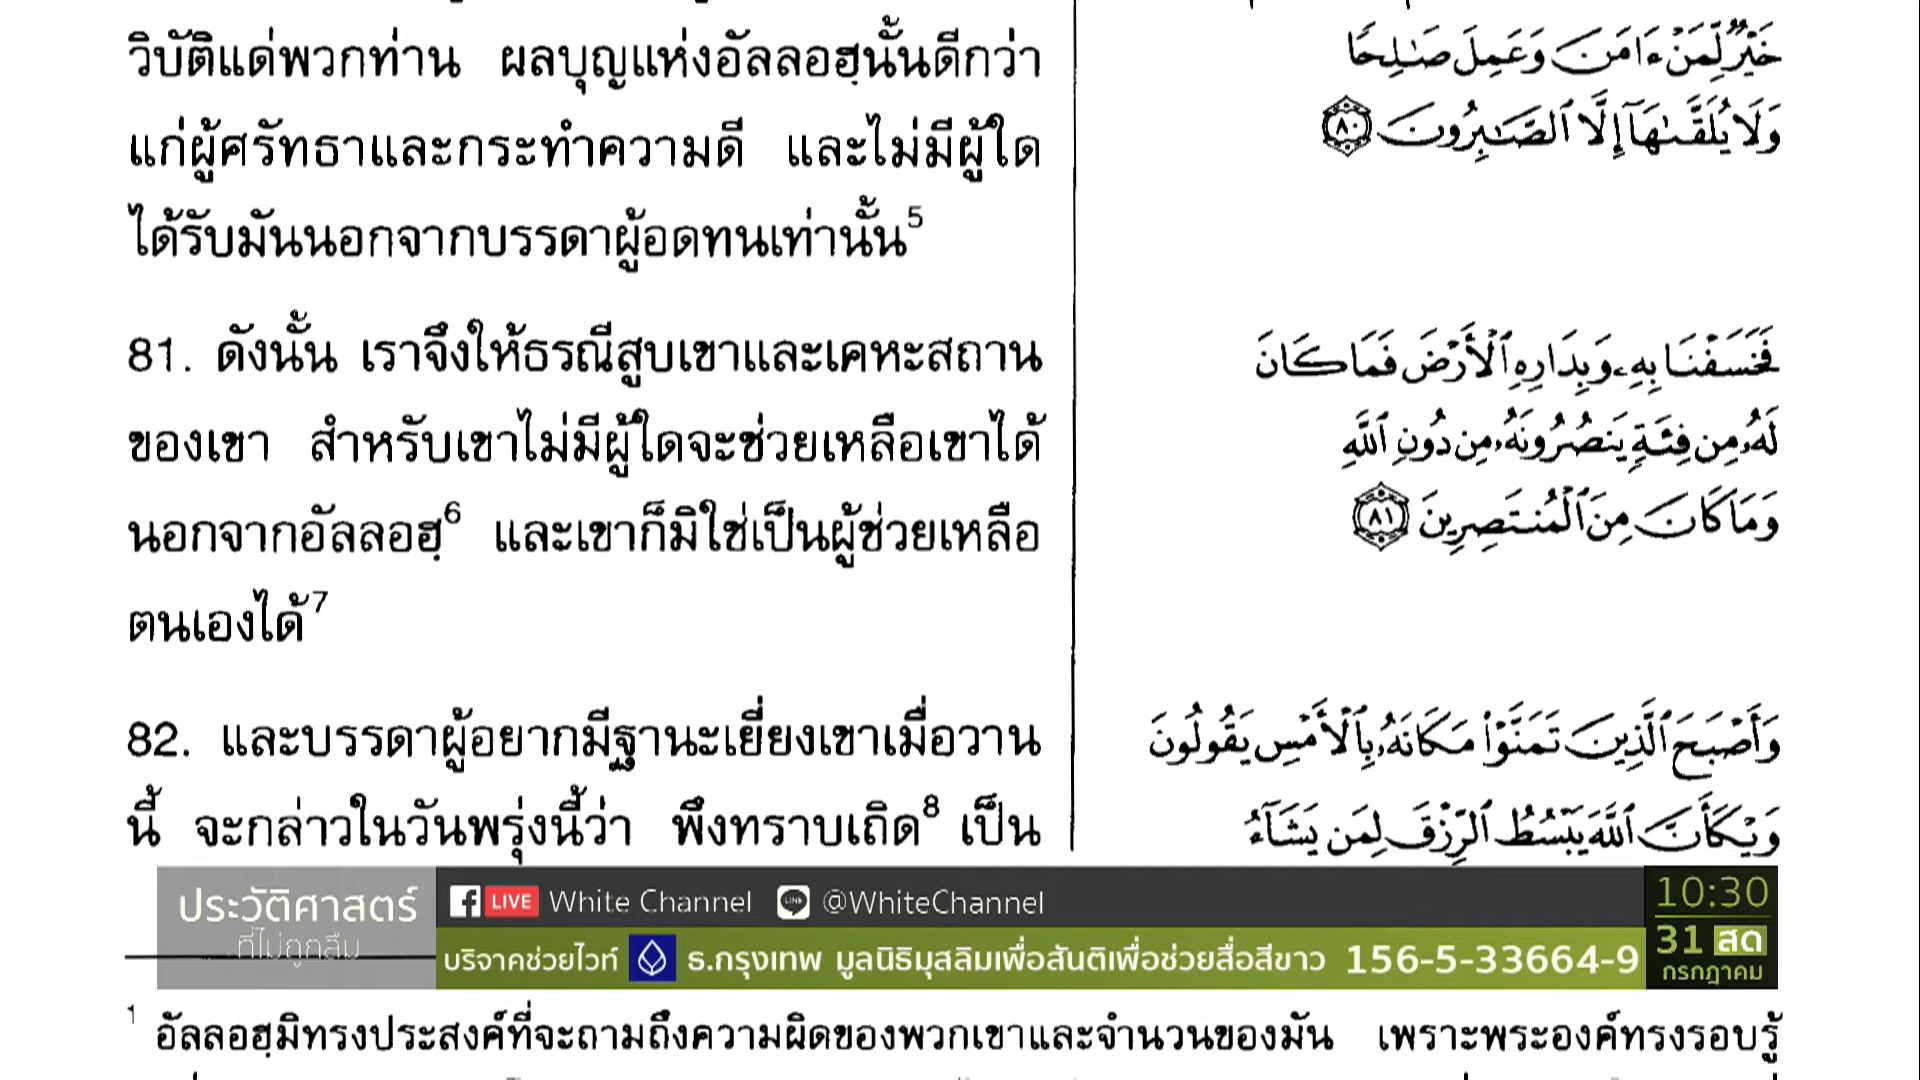 วิบัติแด่พวกท่าน ผลบุญแห่งอัลลอฮฺนั้นดีกว่า
แก่ผู้ศรัทธาและกระทำความดี และไม่มีผู้ใด
ได้รับมันนอกจากบรรดาผู้อดทนเท่านั้น5
81. ดังนั้น เราจึงให้ธรณีสูบเขาและเคหะสถาน
ของเขา สำหรับเขาไม่มีผู้ใดจะช่วยเหลือเขาได้
นอกจากอัลลอฮฺ6 และเขาก็มิใช่เป็นผู้ช่วยเหลือ
ตนเองได้7
82. และบรรดาผู้อยากมีฐานะเยี่ยงเขาเมื่อวาน
นี้ จะกล่าวในวันพรุ่งนี้ว่า พึงทราบเถิด8 เป็น
خَيْرٌ لِّمَنْ ءَامَنَ وَعَمِلَ صَـٰلِحًا
وَلَا يُلَقَّىٰهَآ إِلَّا ٱلصَّـٰبِرُونَ ٨٠
فَخَسَفْنَا بِهِۦ وَبِدَارِهِ ٱلْأَرْضَ فَمَا كَانَ
لَهُۥ مِن فِئَةٍ يَنصُرُونَهُۥ مِن دُونِ ٱللَّهِ
وَمَا كَانَ مِنَ ٱلْمُنتَصِرِينَ ٨١
وَأَصْبَحَ ٱلَّذِينَ تَمَنَّوْا۟ مَكَانَهُۥ بِٱلْأَمْسِ يَقُولُونَ
وَيْكَأَنَّ ٱللَّهَ يَبْسُطُ ٱلرِّزْقَ لِمَن يَشَآءُ
ประวัติศาสตร์
ที่ไม่ถูกลืม
LIVE White Channel LINE @WhiteChannel
บริจาคช่วยไวท์ ธ.กรุงเทพ มูลนิธิมุสลิมเพื่อสันติเพื่อช่วยสื่อสีขาว 156-5-33664-9
10:30
31 สด
กรกฎาคม
1 อัลลอฮฺมิทรงประสงค์ที่จะถามถึงความผิดของพวกเขาและจำนวนของมัน เพราะพระองค์ทรงรอบรู้